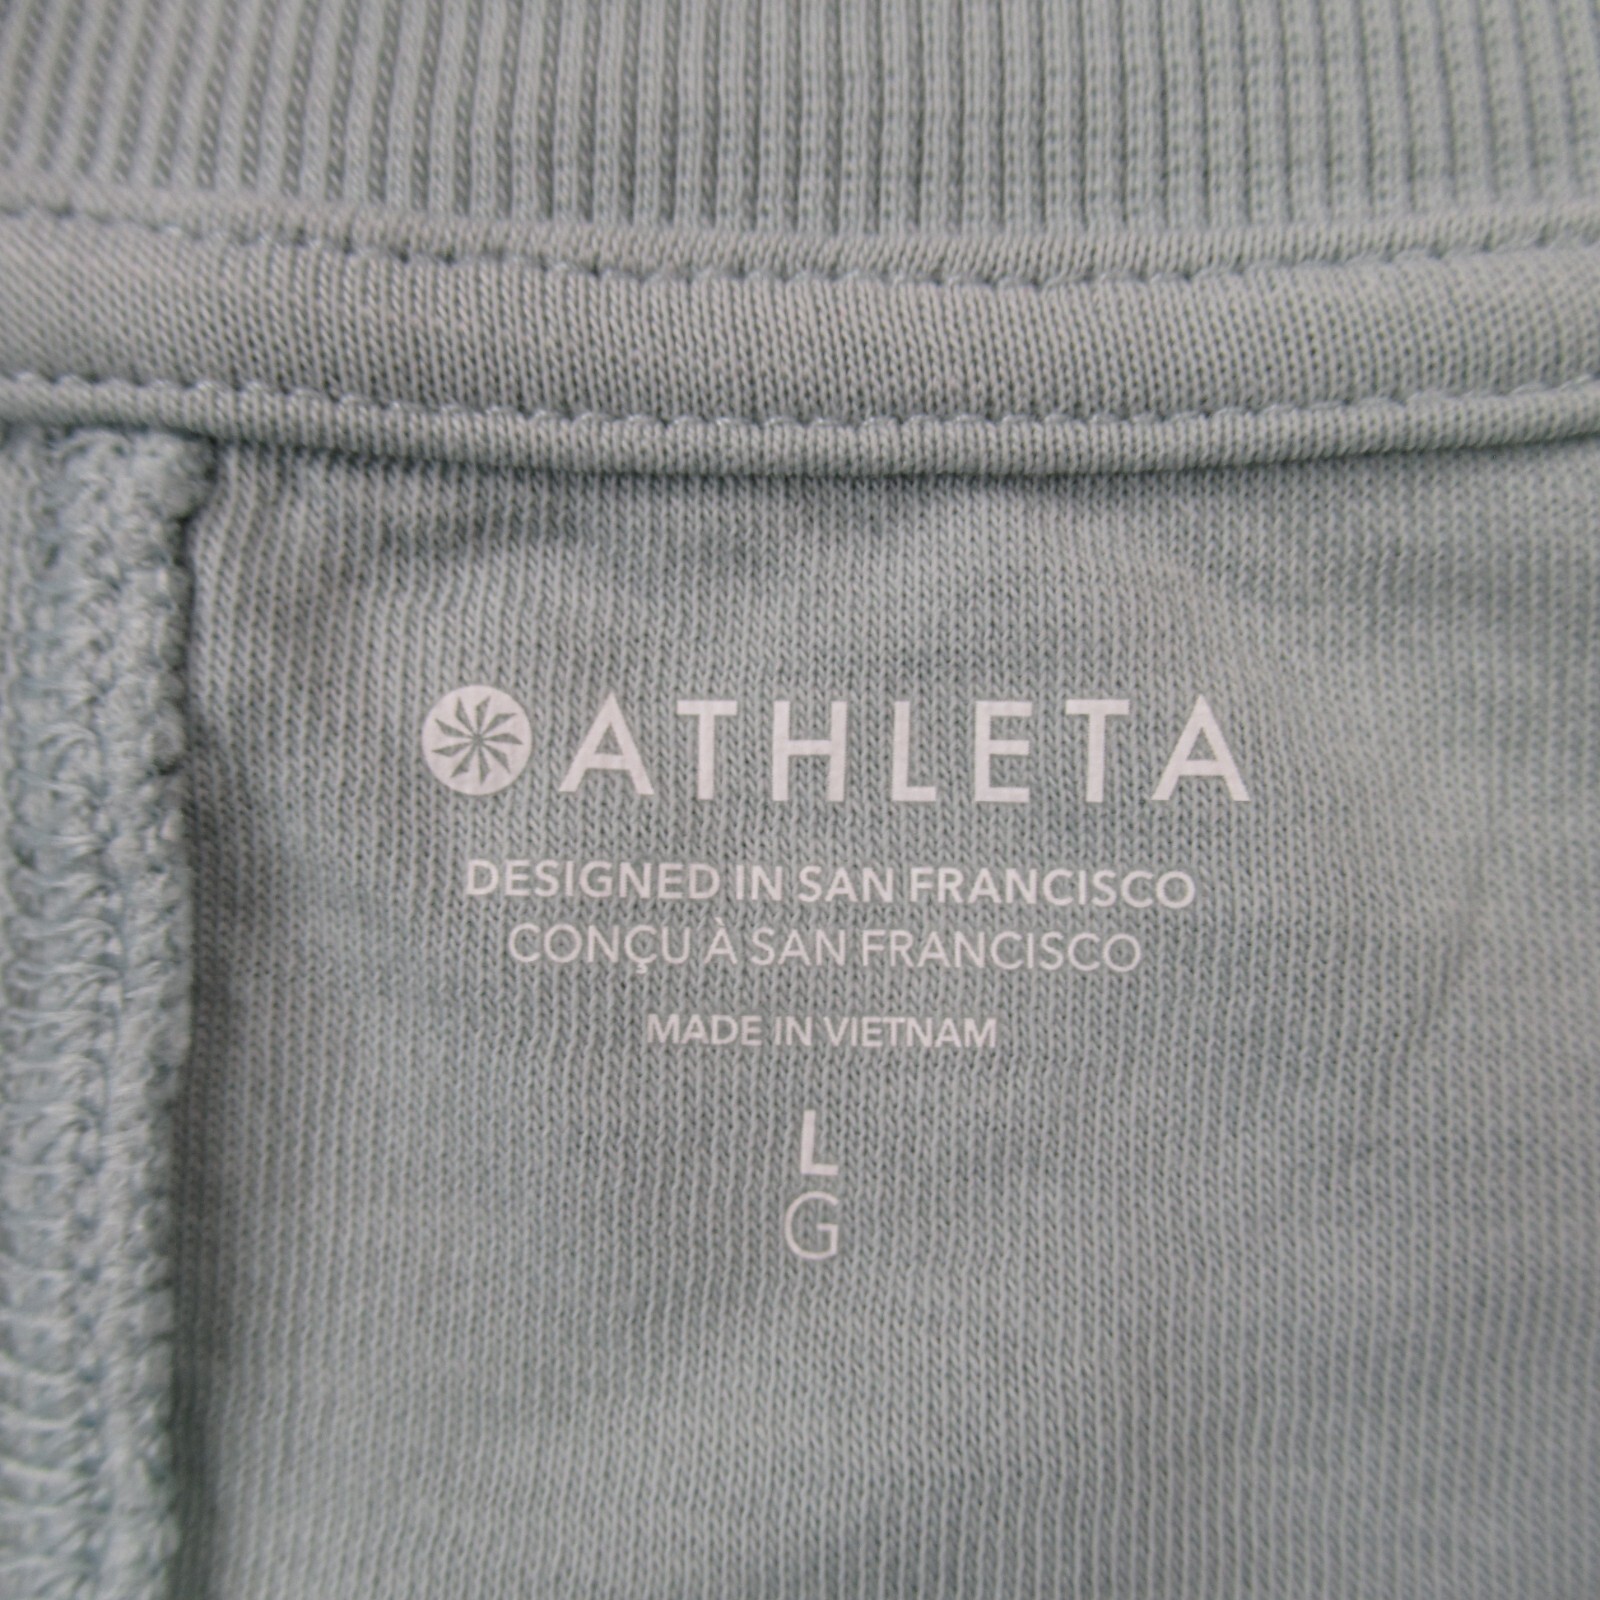 ATHLETA
DESIGNED IN SAN FRANCISCO
CONÇU À SAN FRANCISCO
MADE IN VIETNAM
L
G